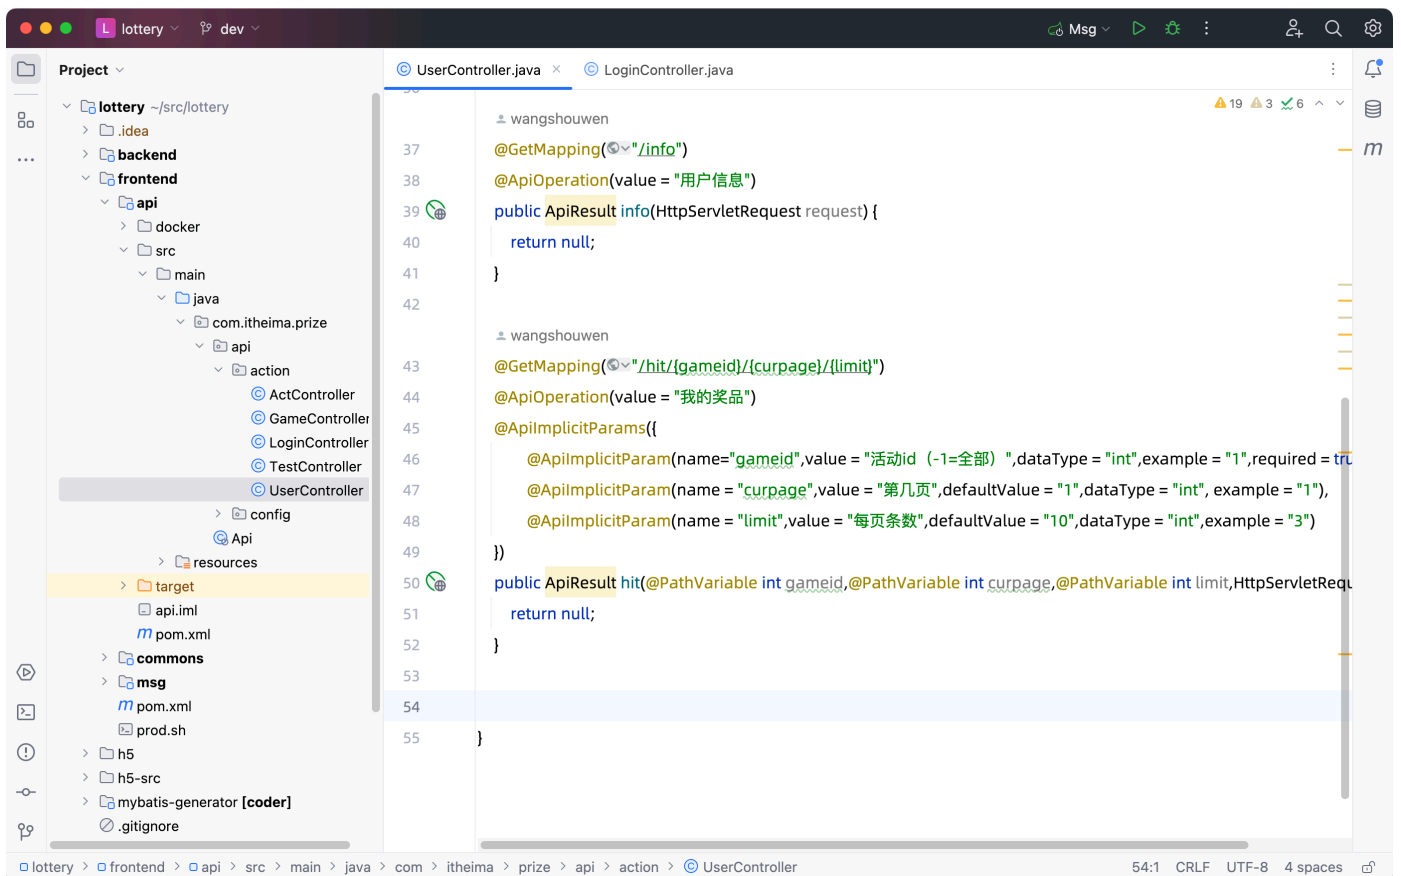 L lottery dev Msg
Project
UserController.java LoginController.java
lottery ~/src/lottery
.idea
backend
frontend
api
docker
src
main
java
com.itheima.prize
api
action
ActController
GameController
LoginController
TestController
UserController
config
Api
resources
target
api.iml
m pom.xml
commons
msg
m pom.xml
prod.sh
h5
h5-src
mybatis-generator [coder]
.gitignore
19 3 6
wangshouwen
37 @GetMapping("/info")
38 @ApiOperation(value = "用户信息")
39 public ApiResult info(HttpServletRequest request) {
40 return null;
41 }
42
wangshouwen
43 @GetMapping("/hit/{gameid}/{curpage}/{limit}")
44 @ApiOperation(value = "我的奖品")
45 @ApiImplicitParams({
46 @ApiImplicitParam(name="gameid",value = "活动id（-1=全部）",dataType = "int",example = "1",required = tru
47 @ApiImplicitParam(name = "curpage",value = "第几页",defaultValue = "1",dataType = "int", example = "1"),
48 @ApiImplicitParam(name = "limit",value = "每页条数",defaultValue = "10",dataType = "int",example = "3")
49 })
50 public ApiResult hit(@PathVariable int gameid,@PathVariable int curpage,@PathVariable int limit,HttpServletRequ
51 return null;
52 }
53
54
55 }
m
lottery > frontend > api > src > main > java > com > itheima > prize > api > action > UserController
54:1 CRLF UTF-8 4 spaces